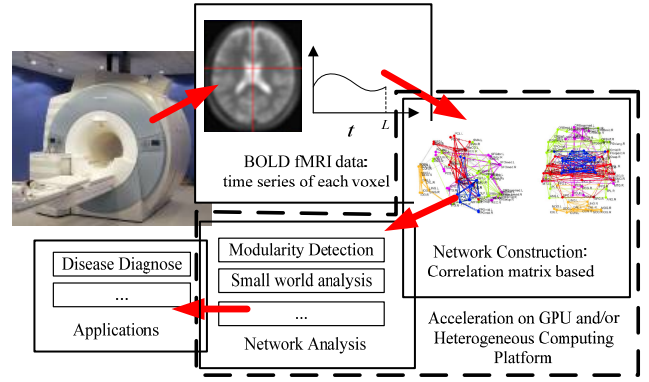 t
L
BOLD fMRI data:
time series of each voxel
Network Construction:
Correlation matrix based
Modularity Detection
Small world analysis
...
Network Analysis
Disease Diagnose
...
Applications
Acceleration on GPU and/or
Heterogeneous Computing
Platform